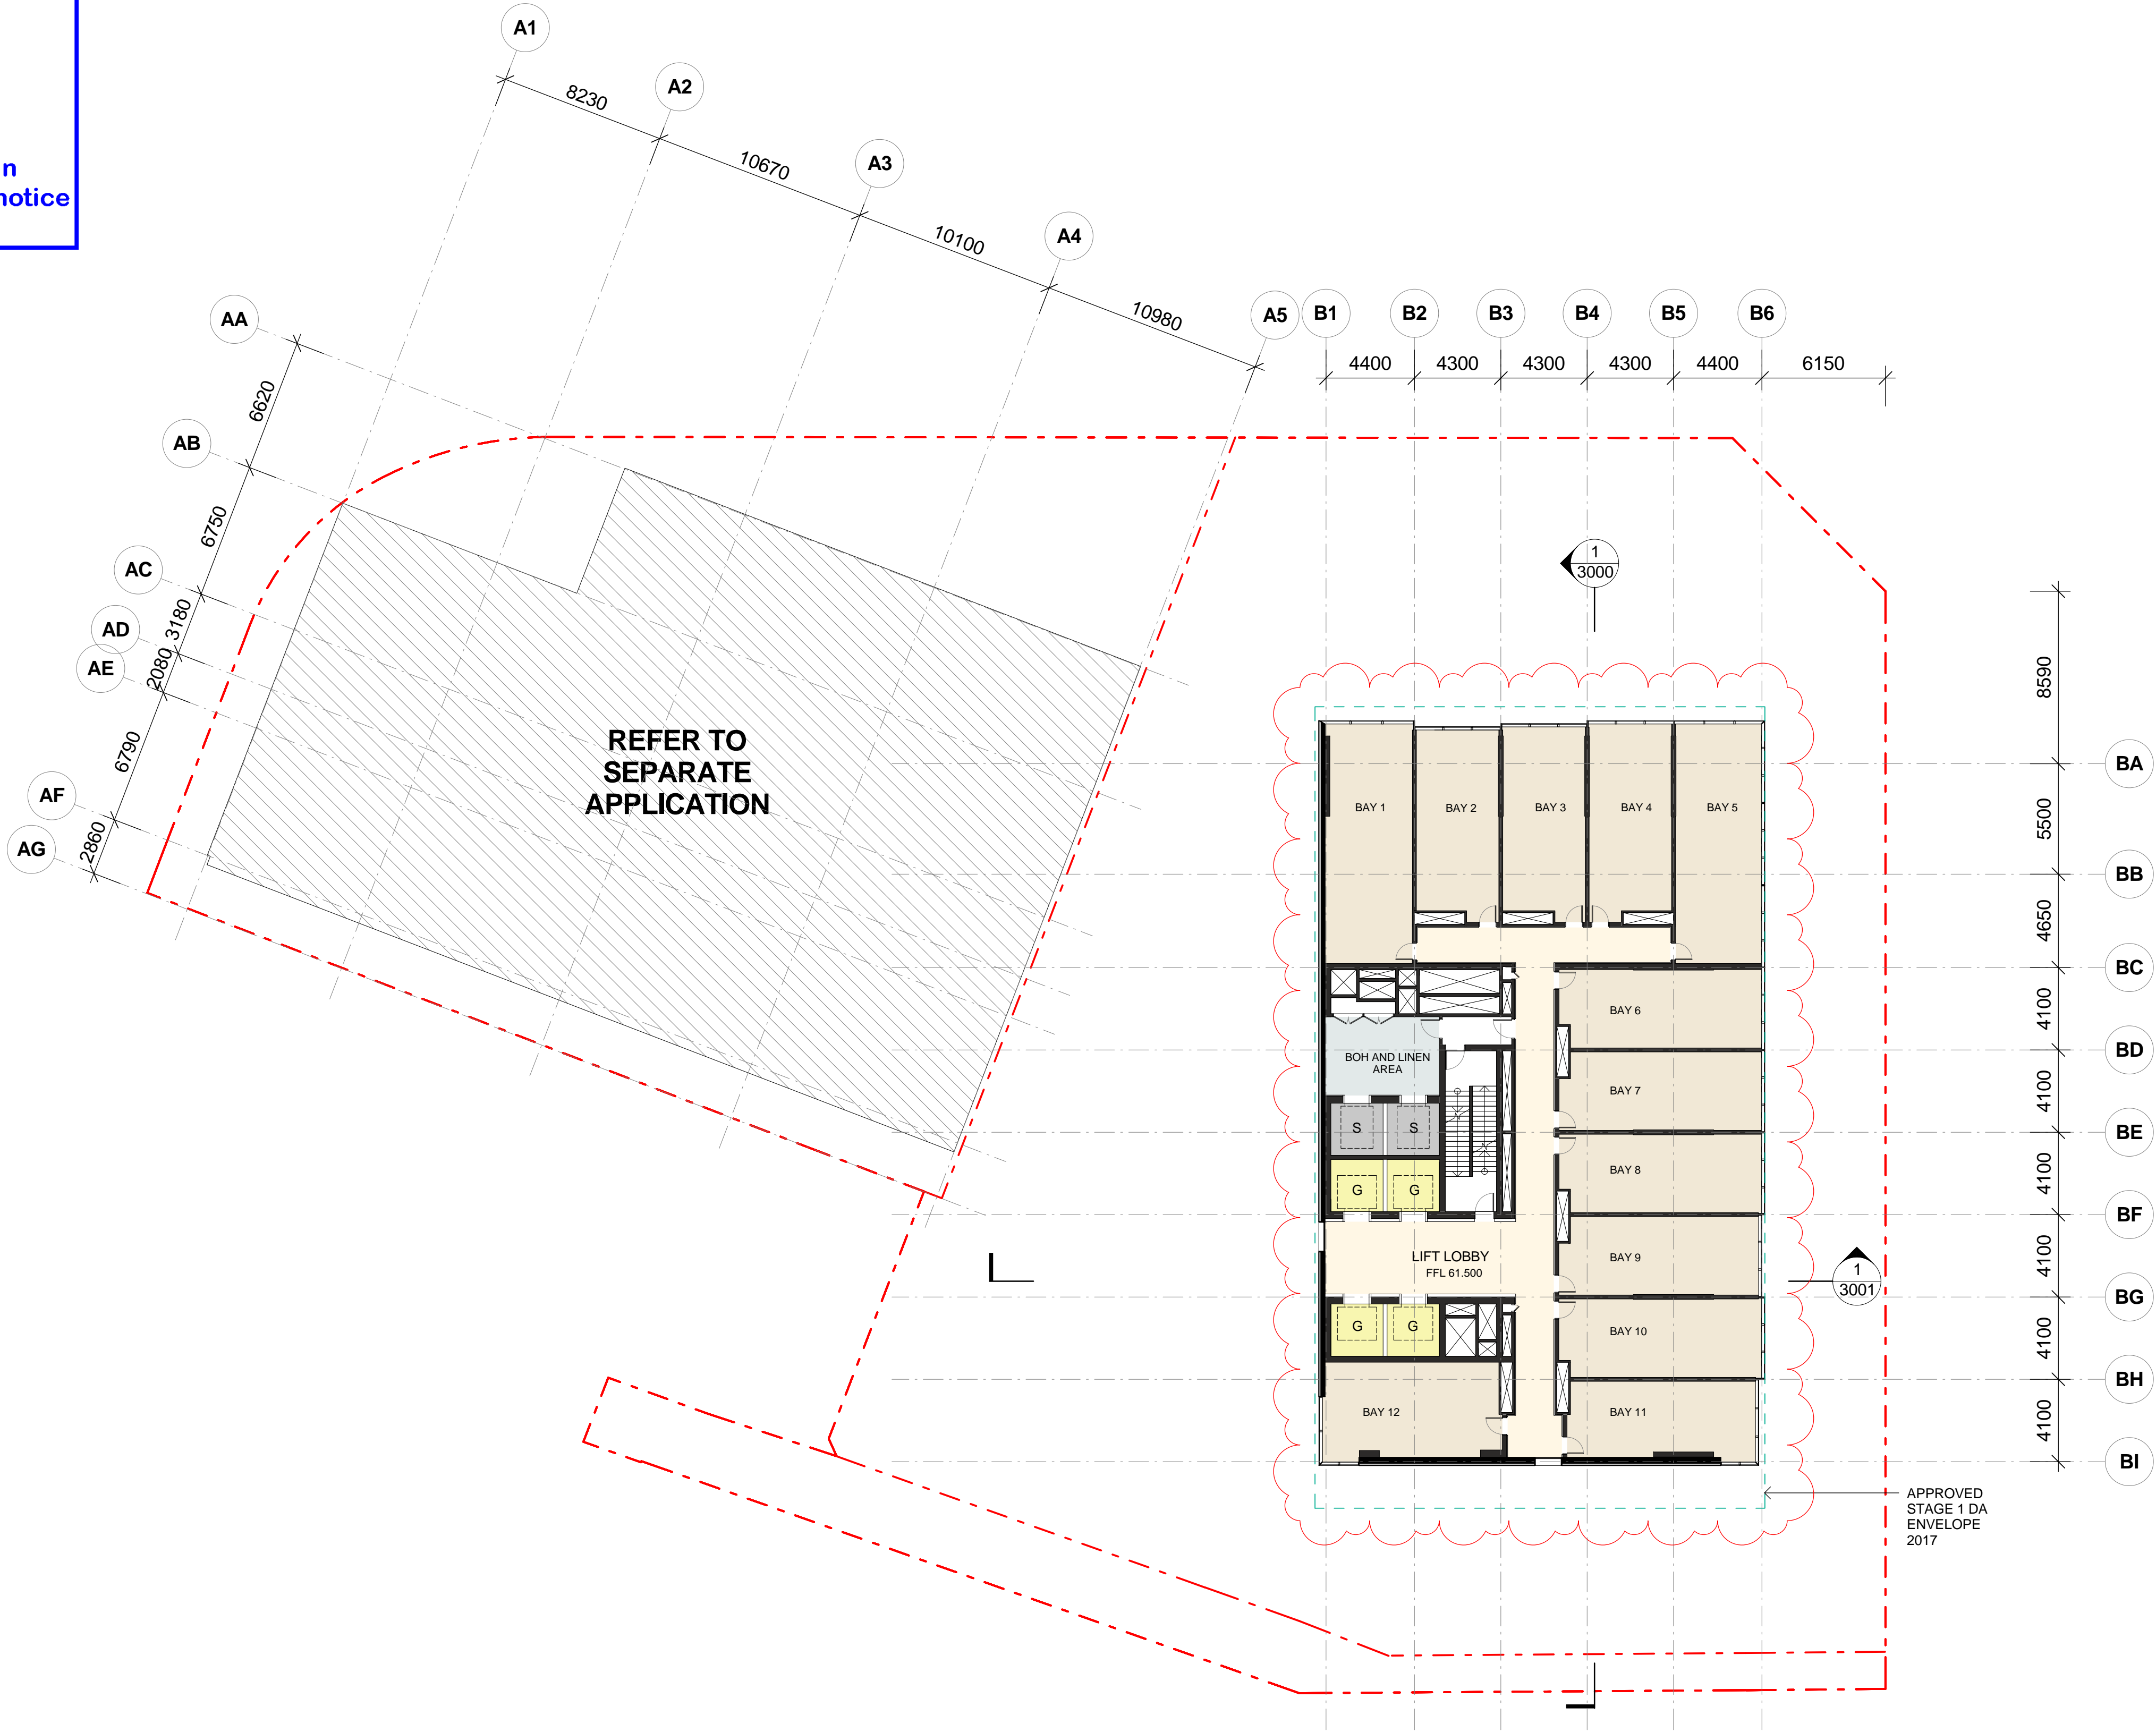 n
notice
A1
A2
A3
A4
A5
8230
10670
10100
10980
B1
B2
B3
B4
B5
B6
4400
4300
4300
4300
4400
6150
AA
AB
AC
AD
AE
AF
AG
6620
6750
3180
2080
6790
2860
REFER TO
SEPARATE
APPLICATION
1
3000
BAY 1
BAY 2
BAY 3
BAY 4
BAY 5
BAY 6
BOH AND LINEN
AREA
BAY 7
S
S
BAY 8
G
G
LIFT LOBBY
FFL 61.500
BAY 9
1
3001
G
G
BAY 10
BAY 12
BAY 11
8590
5500
4650
4100
4100
4100
4100
4100
4100
BA
BB
BC
BD
BE
BF
BG
BH
BI
APPROVED
STAGE 1 DA
ENVELOPE
2017